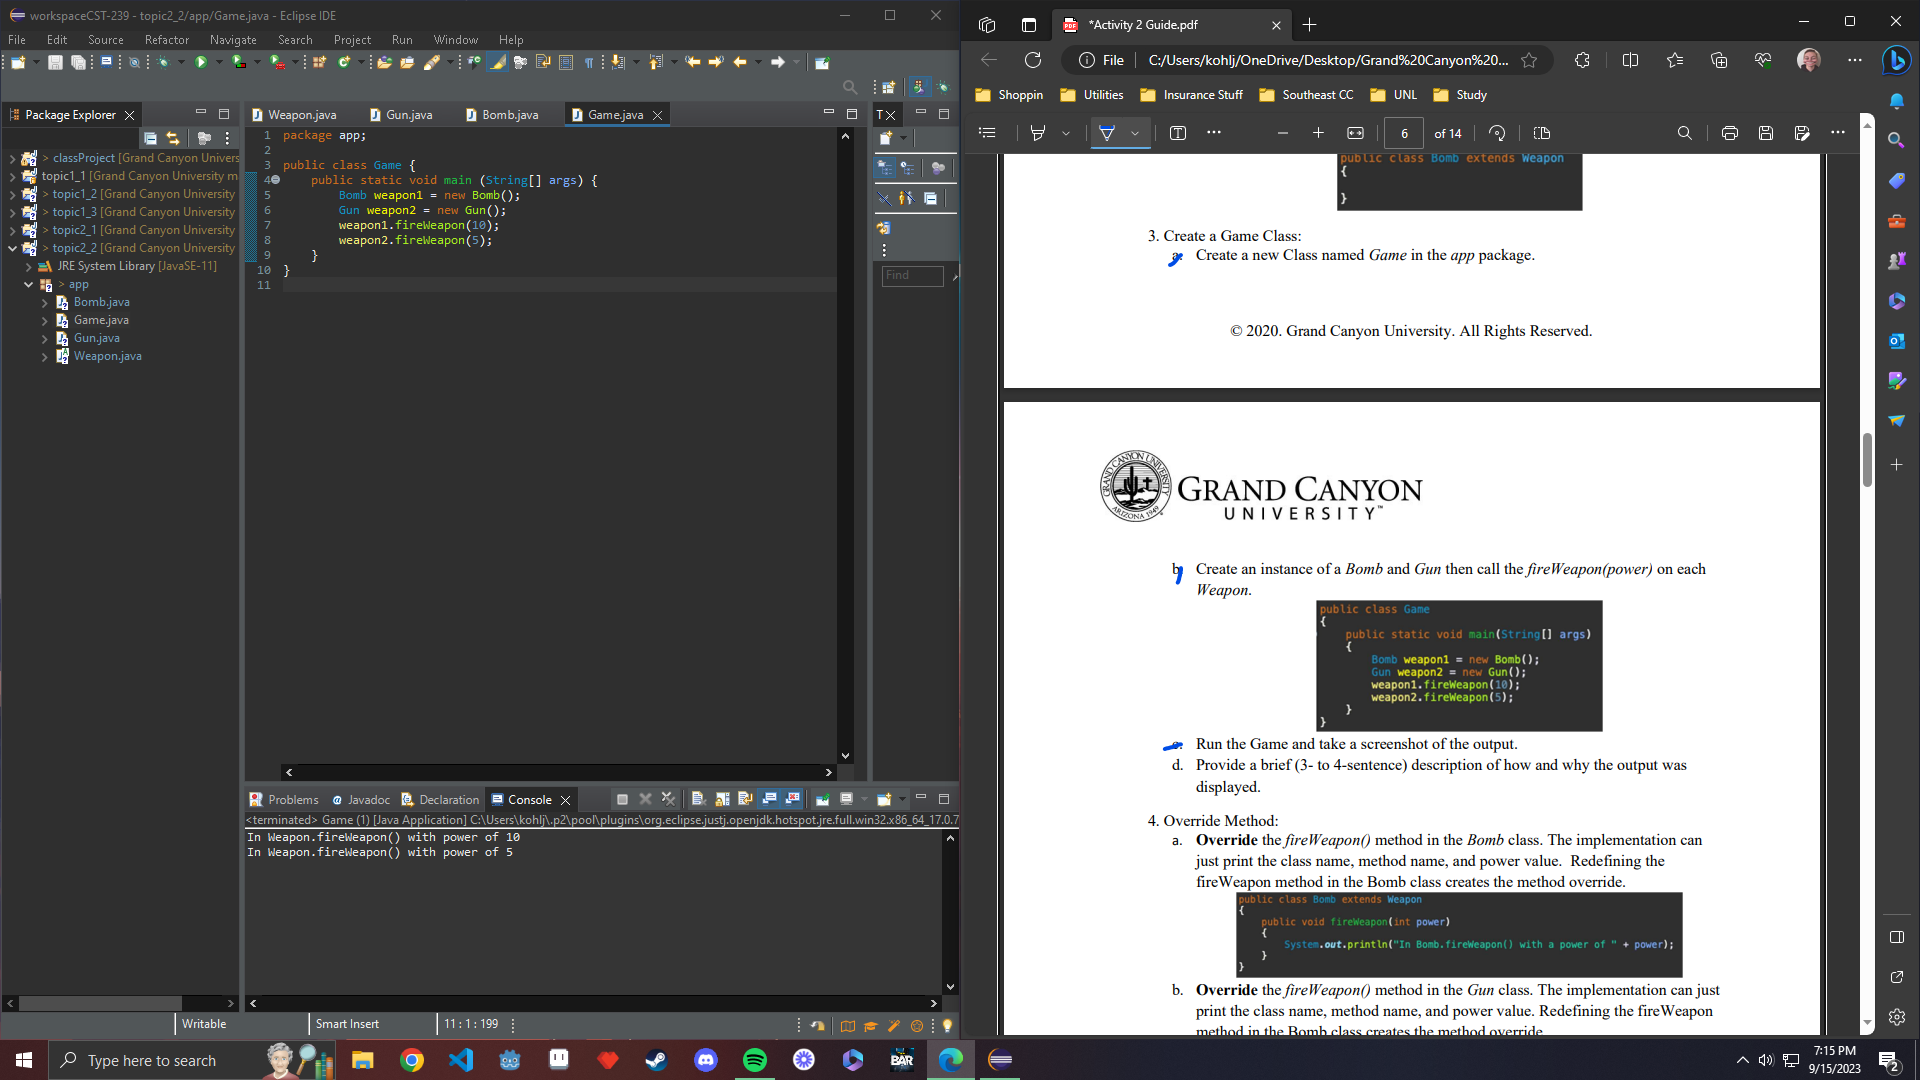 workspaceCST-239 - topic2_2/app/Game.java - Eclipse IDE
File Edit Source Refactor Navigate Search Project Run Window Help
Package Explorer
> classProject [Grand Canyon Univers
topic1_1 [Grand Canyon University m
> topic1_2 [Grand Canyon University
> topic1_3 [Grand Canyon University
> topic2_1 [Grand Canyon University
> topic2_2 [Grand Canyon University
JRE System Library [JavaSE-11]
> app
Bomb.java
Game.java
Gun.java
Weapon.java
Weapon.java Gun.java Bomb.java Game.java
1 package app;
2
3 public class Game {
4 public static void main (String[] args) {
5 Bomb weapon1 = new Bomb();
6 Gun weapon2 = new Gun();
7 weapon1.fireWeapon(10);
8 weapon2.fireWeapon(5);
9 }
10 }
11
T
Find
Problems Javadoc Declaration Console
<terminated> Game (1) [Java Application] C:\Users\kohlj\.p2\pool\plugins\org.eclipse.justj.openjdk.hotspot.jre.full.win32.x86_64_17.0.7
In Weapon.fireWeapon() with power of 10
In Weapon.fireWeapon() with power of 5
Writable Smart Insert 11 : 1 : 199
*Activity 2 Guide.pdf
File C:/Users/kohlj/OneDrive/Desktop/Grand%20Canyon%20...
Shoppin Utilities Insurance Stuff Southeast CC UNL Study
6 of 14
public class Bomb extends Weapon
{
}
3. Create a Game Class:
a. Create a new Class named Game in the app package.
© 2020. Grand Canyon University. All Rights Reserved.
GRAND CANYON UNIVERSITY
ARIZONA 1949
GRAND CANYON
UNIVERSITY™
b. Create an instance of a Bomb and Gun then call the fireWeapon(power) on each
Weapon.
public class Game
{
public static void main(String[] args)
{
Bomb weapon1 = new Bomb();
Gun weapon2 = new Gun();
weapon1.fireWeapon(10);
weapon2.fireWeapon(5);
}
}
c. Run the Game and take a screenshot of the output.
d. Provide a brief (3- to 4-sentence) description of how and why the output was
displayed.
4. Override Method:
a. Override the fireWeapon() method in the Bomb class. The implementation can
just print the class name, method name, and power value. Redefining the
fireWeapon method in the Bomb class creates the method override.
public class Bomb extends Weapon
{
public void fireWeapon(int power)
{
System.out.println("In Bomb.fireWeapon() with a power of " + power);
}
}
b. Override the fireWeapon() method in the Gun class. The implementation can just
print the class name, method name, and power value. Redefining the fireWeapon
method in the Bomb class creates the method override.
Type here to search
BAR
7:15 PM
9/15/2023
2